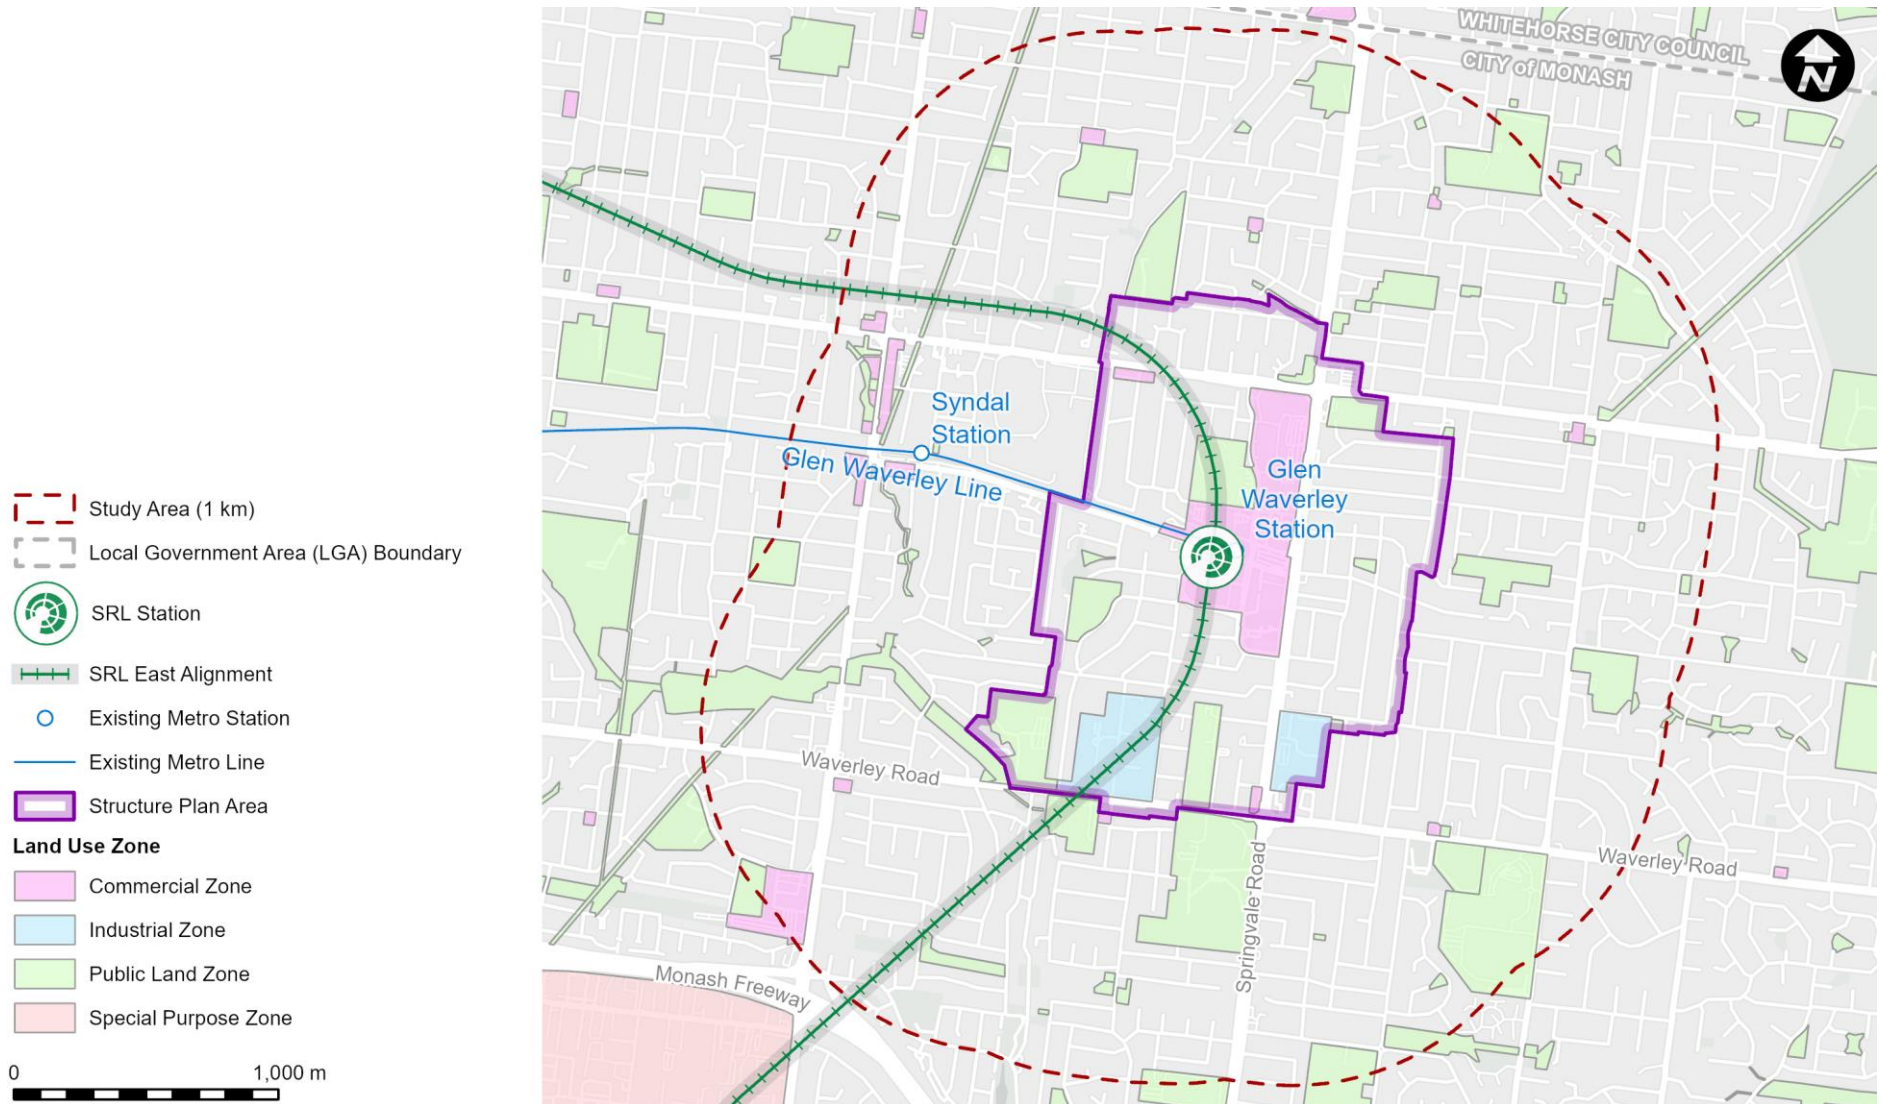 WHITEHORSE CITY COUNCIL
CITY of MONASH
N
Syndal
Station
Glen Waverley Line
Glen
Waverley
Station
Waverley Road
Waverley Road
Springvale Road
Monash Freeway
Study Area (1 km)
Local Government Area (LGA) Boundary
SRL Station
SRL East Alignment
Existing Metro Station
Existing Metro Line
Structure Plan Area
Land Use Zone
Commercial Zone
Industrial Zone
Public Land Zone
Special Purpose Zone
0 1,000 m